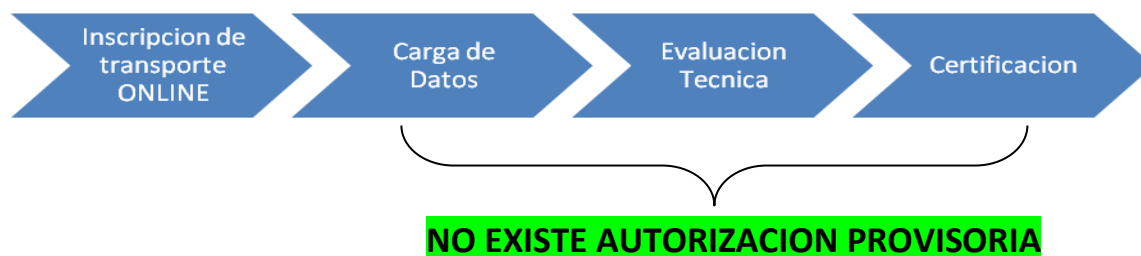 Inscripcion de
transporte
ONLINE
Carga de
Datos
Evaluacion
Tecnica
Certificacion
NO EXISTE AUTORIZACION PROVISORIA